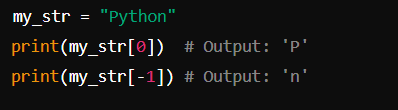 my_str = "Python"
print(my_str[0])  # Output: 'P'
print(my_str[-1]) # Output: 'n'